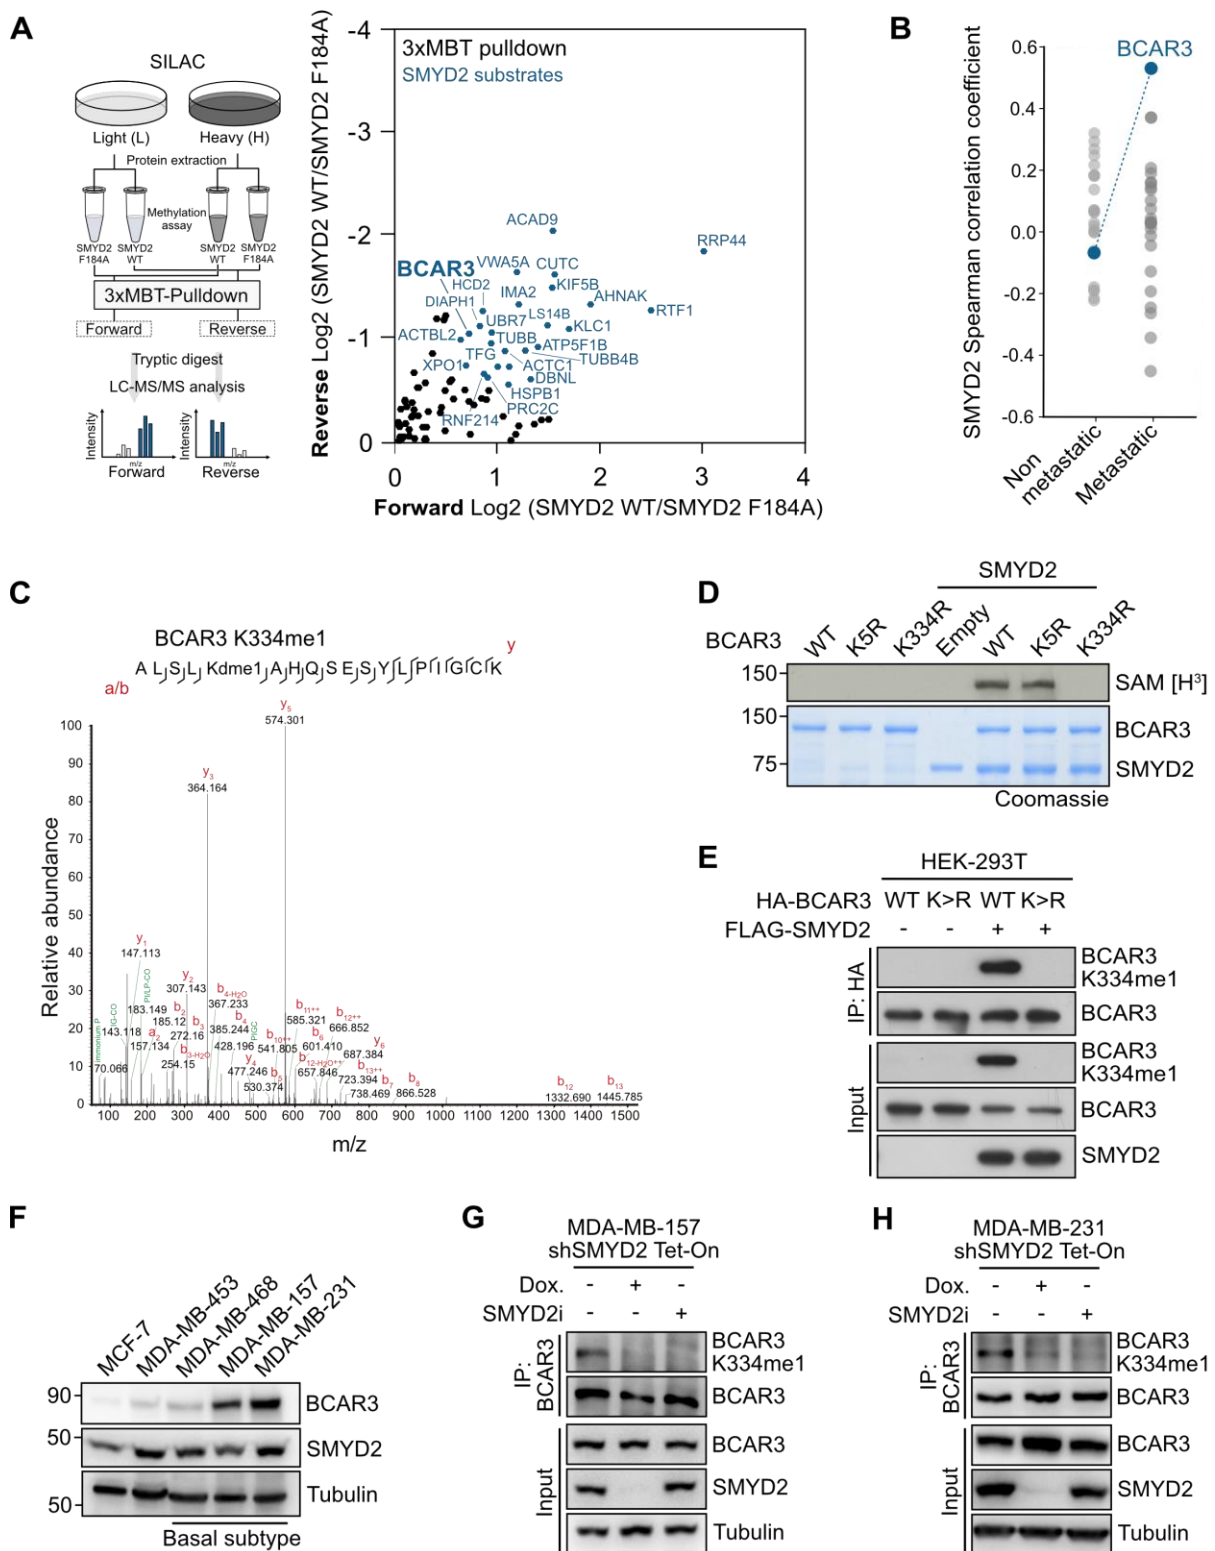 A
SILAC
Light (L)
Heavy (H)
Protein extraction
Methylation
assay
SMYD2
F184A
SMYD2
WT
SMYD2
WT
SMYD2
F184A
3xMBT-Pulldown
Forward
Reverse
Tryptic digest
LC-MS/MS analysis
Intensity
m/z
Forward
Intensity
m/z
Reverse
Reverse Log2 (SMYD2 WT/SMYD2 F184A)
-4
-3
-2
-1
0
3xMBT pulldown
SMYD2 substrates
ACAD9
RRP44
BCAR3
VWA5A
CUTC
HCD2
KIF5B
IMA2
AHNAK
DIAPH1
LS14B
RTF1
UBR7
KLC1
ACTBL2
TUBB
ATP5F1B
TFG
TUBB4B
XPO1
ACTC1
DBNL
HSPB1
PRC2C
RNF214
0
1
2
3
4
Forward Log2 (SMYD2 WT/SMYD2 F184A)
B
SMYD2 Spearman correlation coefficient
BCAR3
0.6
0.4
0.2
0.0
-0.2
-0.4
-0.6
Non
metastatic
Metastatic
C
BCAR3 K334me1
y
A L S L Kdme1 A H Q S E S Y L P I G C K
a/b
Relative abundance
100
90
80
70
60
50
40
30
20
10
0
y5
574.301
y3
364.164
y1
147.113
y2
307.143
PI/LP-CO
183.149
b2
185.12
IG-CO
143.118
a2
157.134
b3
272.16
b3-H2O
254.15
immonium P
70.066
b4-H2O
367.233
b4
385.244
PIGC
428.196
y4
477.246
b5
530.374
b10++
541.805
b11++
585.321
b6
601.410
b12-H2O++
657.846
b12++
666.852
y6
687.384
b13++
723.394
b7
738.469
b8
866.528
b12
1332.690
b13
1445.785
100 200 300 400 500 600 700 800 900 1000 1100 1200 1300 1400 1500
m/z
D
SMYD2
BCAR3 WT K5R K334R Empty WT K5R K334R
150
SAM [H3]
150
BCAR3
75
SMYD2
Coomassie
E
HEK-293T
HA-BCAR3 WT K>R WT K>R
FLAG-SMYD2 - - + +
IP: HA
BCAR3
K334me1
BCAR3
Input
BCAR3
K334me1
BCAR3
SMYD2
F
MCF-7
MDA-MB-453
MDA-MB-468
MDA-MB-157
MDA-MB-231
90
BCAR3
50
SMYD2
50
Tubulin
Basal subtype
G
MDA-MB-157
shSMYD2 Tet-On
Dox. - + -
SMYD2i - - +
IP:
BCAR3
BCAR3
K334me1
BCAR3
Input
BCAR3
SMYD2
Tubulin
H
MDA-MB-231
shSMYD2 Tet-On
Dox. - + -
SMYD2i - - +
IP:
BCAR3
BCAR3
K334me1
BCAR3
Input
BCAR3
SMYD2
Tubulin